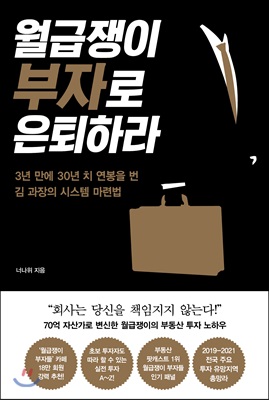 월급쟁이
부자로
은퇴하라
3년 만에 30년 치 연봉을 번
김 과장의 시스템 마련법
너나위 지음
“회사는 당신을 책임지지 않는다!”
70억 자산가로 변신한 월급쟁이의 부동산 투자 노하우
‘월급쟁이
부자들’ 카페
18만 회원
강력 추천!
초보 투자자도
따라 할 수 있는
실전 투자
A~Z!
부동산
팟캐스트 1위
월급쟁이 부자들
인기 패널
2019~2021
전국 주요
투자 유망지역
총망라